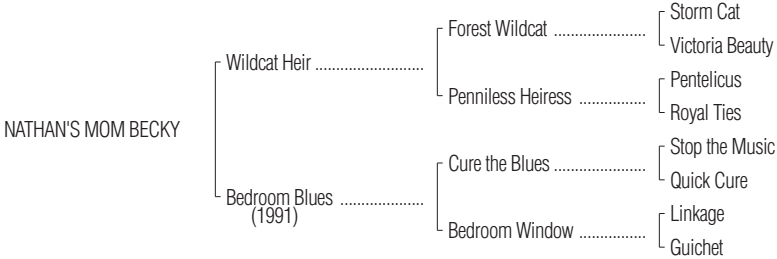 Storm Cat
Forest Wildcat ......................
Victoria Beauty
Wildcat Heir ..........................
Pentelicus
Penniless Heiress ................
Royal Ties
NATHAN'S MOM BECKY
Stop the Music
Cure the Blues ......................
Quick Cure
Bedroom Blues ....................
(1991)
Linkage
Bedroom Window ................
Guichet